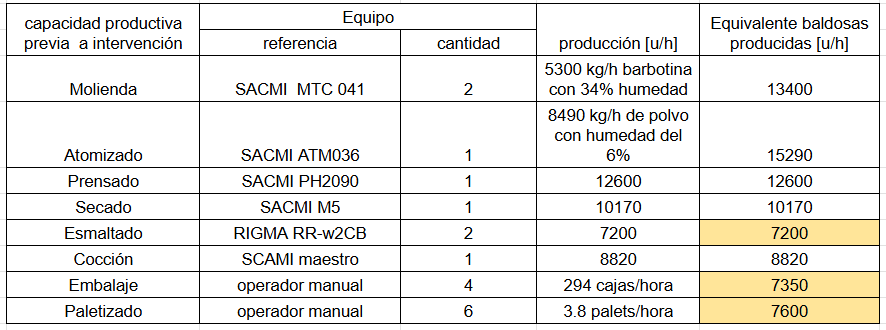 capacidad productiva
previa a intervención
Equipo
referencia
cantidad
producción [u/h]
Equivalente baldosas
producidas [u/h]
Molienda
SACMI MTC 041
2
5300 kg/h barbotina
con 34% humedad
13400
Atomizado
SACMI ATM036
1
8490 kg/h de polvo
con humedad del
6%
15290
Prensado
SACMI PH2090
1
12600
12600
Secado
SACMI M5
1
10170
10170
Esmaltado
RIGMA RR-w2CB
2
7200
7200
Cocción
SCAMI maestro
1
8820
8820
Embalaje
operador manual
4
294 cajas/hora
7350
Paletizado
operador manual
6
3.8 palets/hora
7600